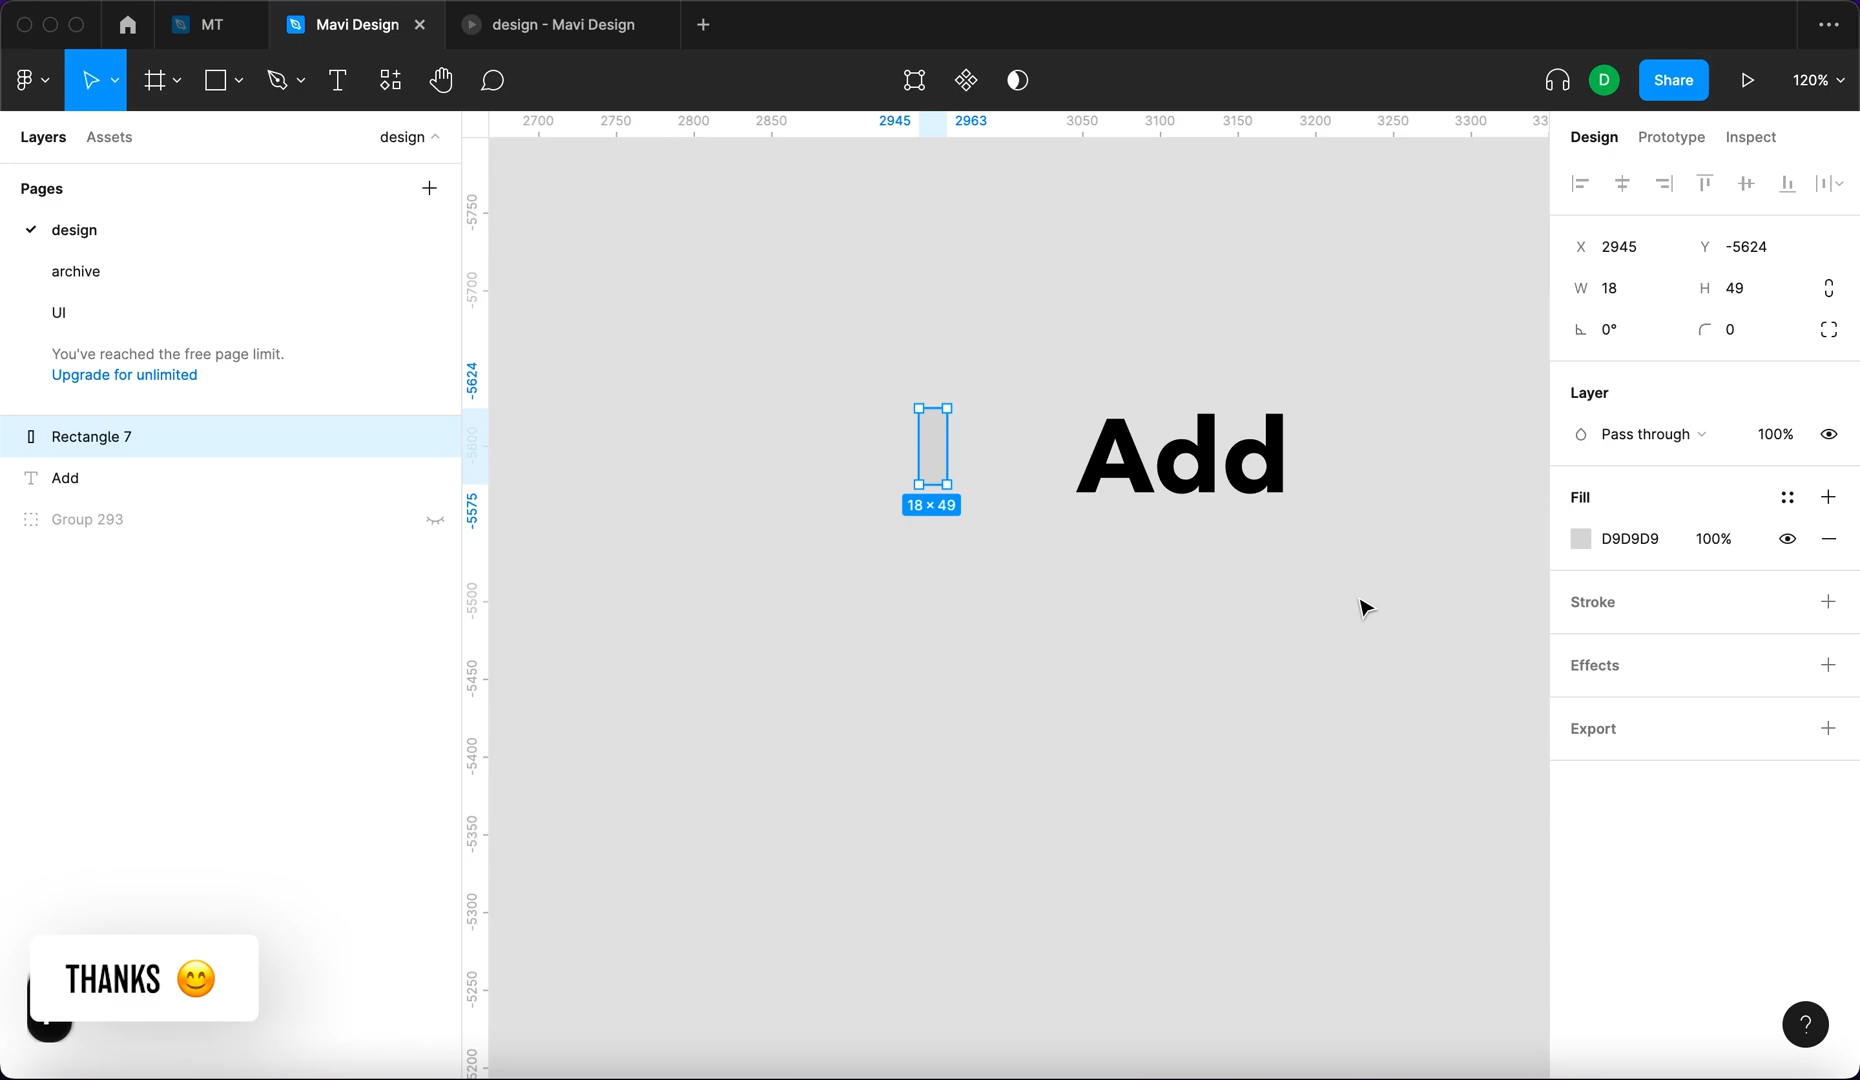 MT
Mavi Design
design - Mavi Design
D
Share
120%
Layers
Assets
design
2700
2750
2800
2850
2945
2963
3050
3100
3150
3200
3250
3300
33
Design
Prototype
Inspect
Pages
design
archive
UI
You've reached the free page limit.
Upgrade for unlimited
Rectangle 7
Add
Group 293
-5750
-5700
-5624
-5600
-5575
-5500
-5450
-5400
-5350
-5300
-5250
5200
Add
18 × 49
X 2945 Y -5624
W 18 H 49
0° 0
Layer
Pass through 100%
Fill
D9D9D9 100%
Stroke
Effects
Export
THANKS 😊
?